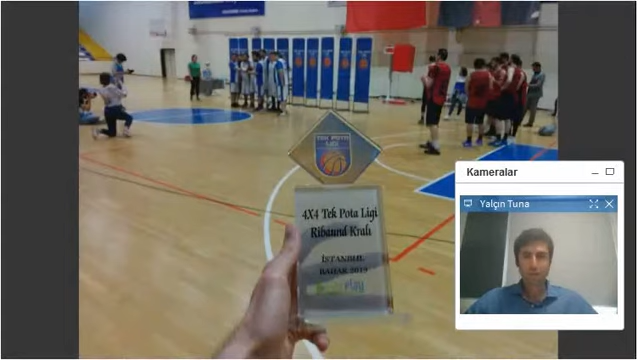 TEK POTA
LİGİ
4X4 Tek Pota Ligi
Ribaund Kralı
İSTANBUL
BAHAR 2019
Kameralar
Yalçın Tuna